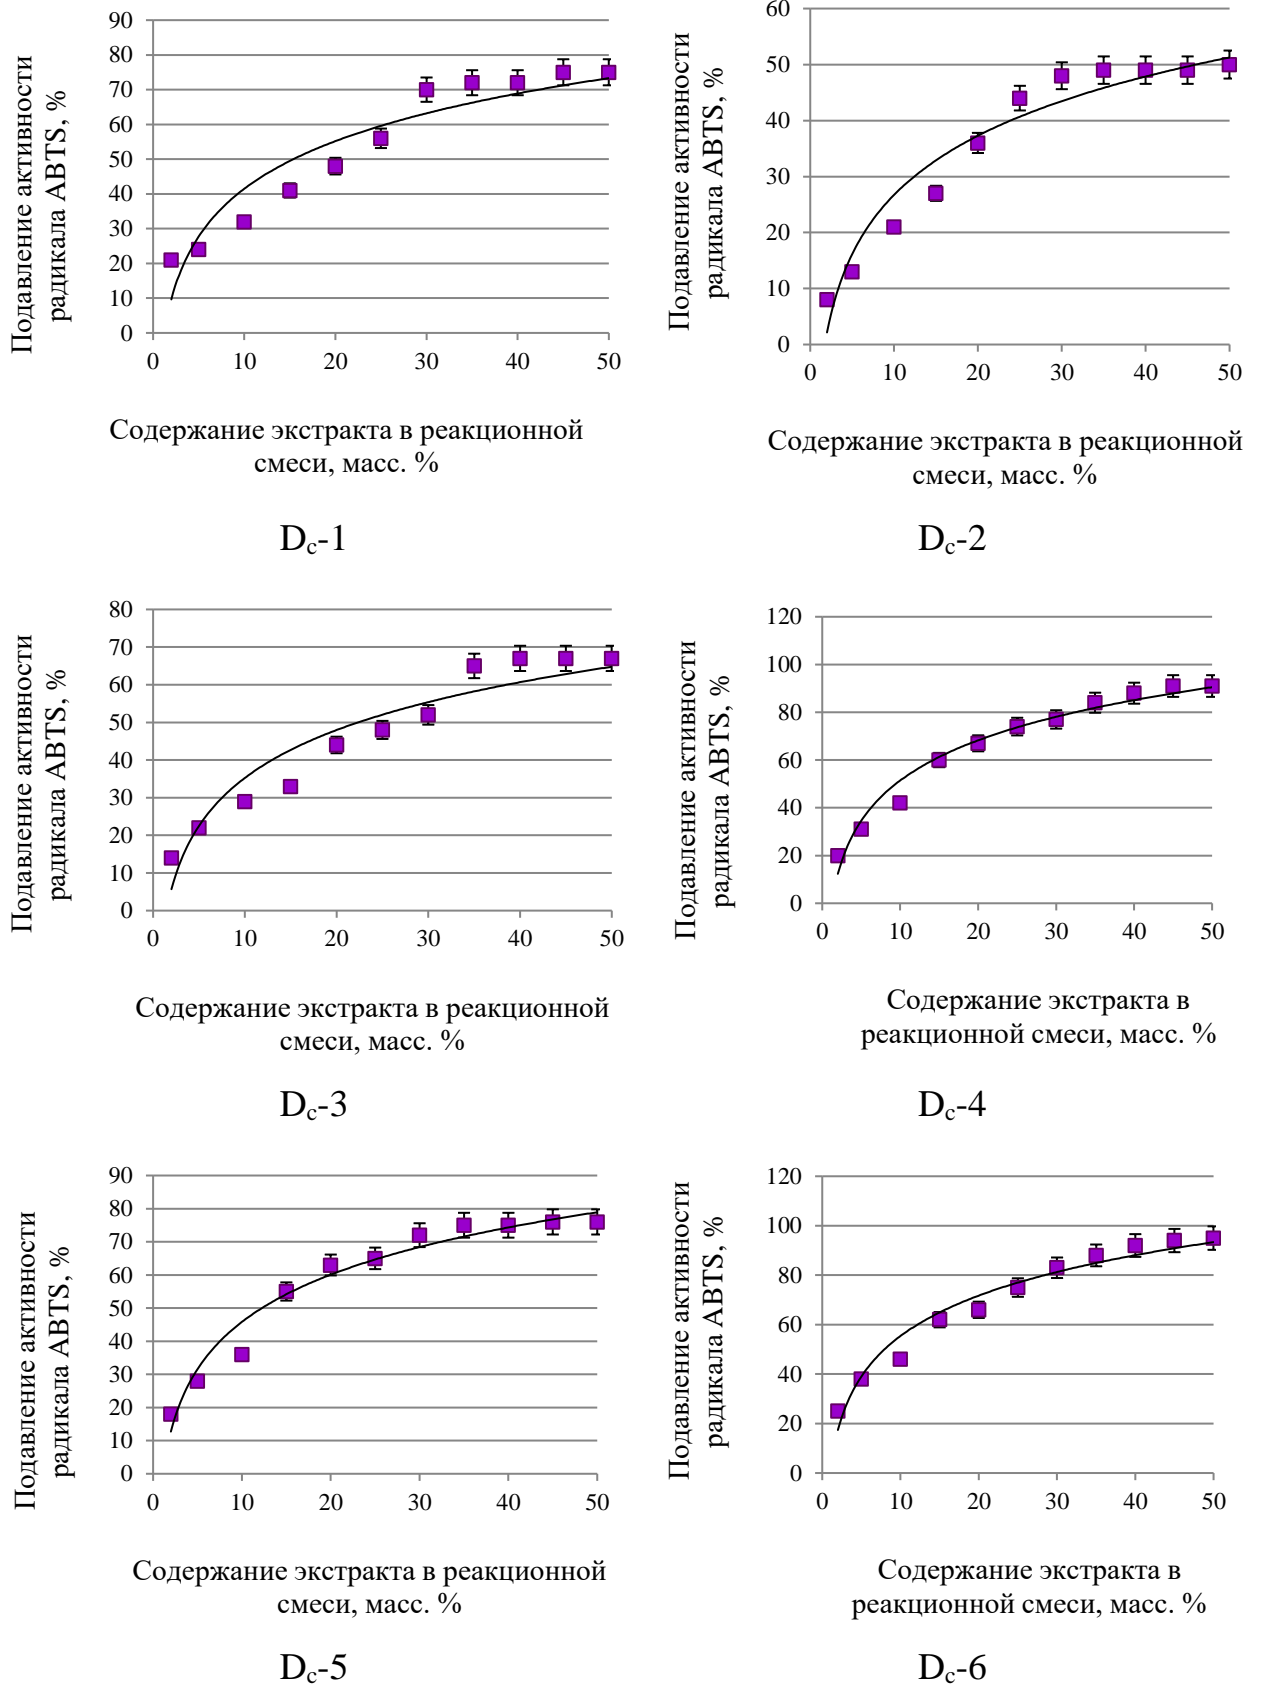 Подавление активности
радикала ABTS, %
90
80
70
60
50
40
30
20
10
0
0 10 20 30 40 50
Содержание экстракта в реакционной
смеси, масс. %
Dc-1
Подавление активности
радикала ABTS, %
60
50
40
30
20
10
0
0 10 20 30 40 50
Содержание экстракта в реакционной
смеси, масс. %
Dc-2
Подавление активности
радикала ABTS, %
80
70
60
50
40
30
20
10
0
0 10 20 30 40 50
Содержание экстракта в реакционной
смеси, масс. %
Dc-3
Подавление активности
радикала ABTS, %
120
100
80
60
40
20
0
0 10 20 30 40 50
Содержание экстракта в
реакционной смеси, масс. %
Dc-4
Подавление активности
радикала ABTS, %
90
80
70
60
50
40
30
20
10
0
0 10 20 30 40 50
Содержание экстракта в реакционной
смеси, масс. %
Dc-5
Подавление активности
радикала ABTS, %
120
100
80
60
40
20
0
0 10 20 30 40 50
Содержание экстракта в
реакционной смеси, масс. %
Dc-6